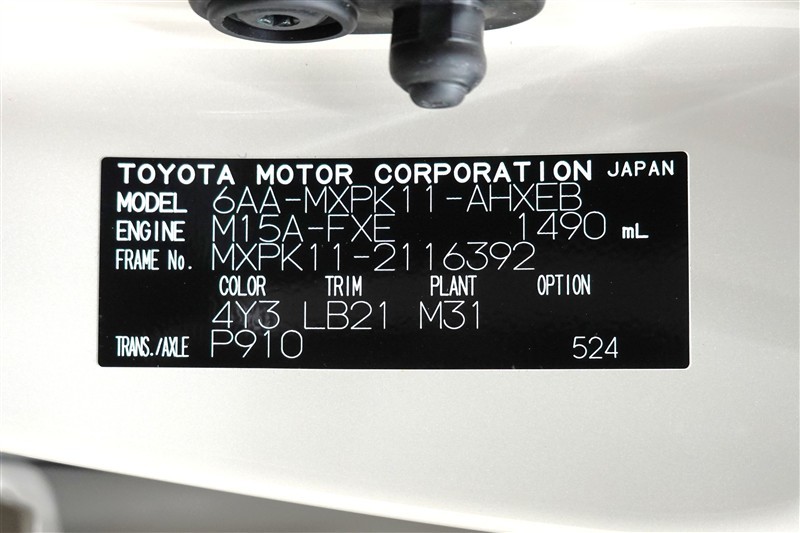 TOYOTA MOTOR CORPORATION JAPAN
MODEL 6AA-MXPK11-AHXEB
ENGINE M15A-FXE 1490 mL
FRAME No. MXPK11-2116392
COLOR TRIM PLANT OPTION
4Y3 LB21 M31
TRANS./AXLE P910 524